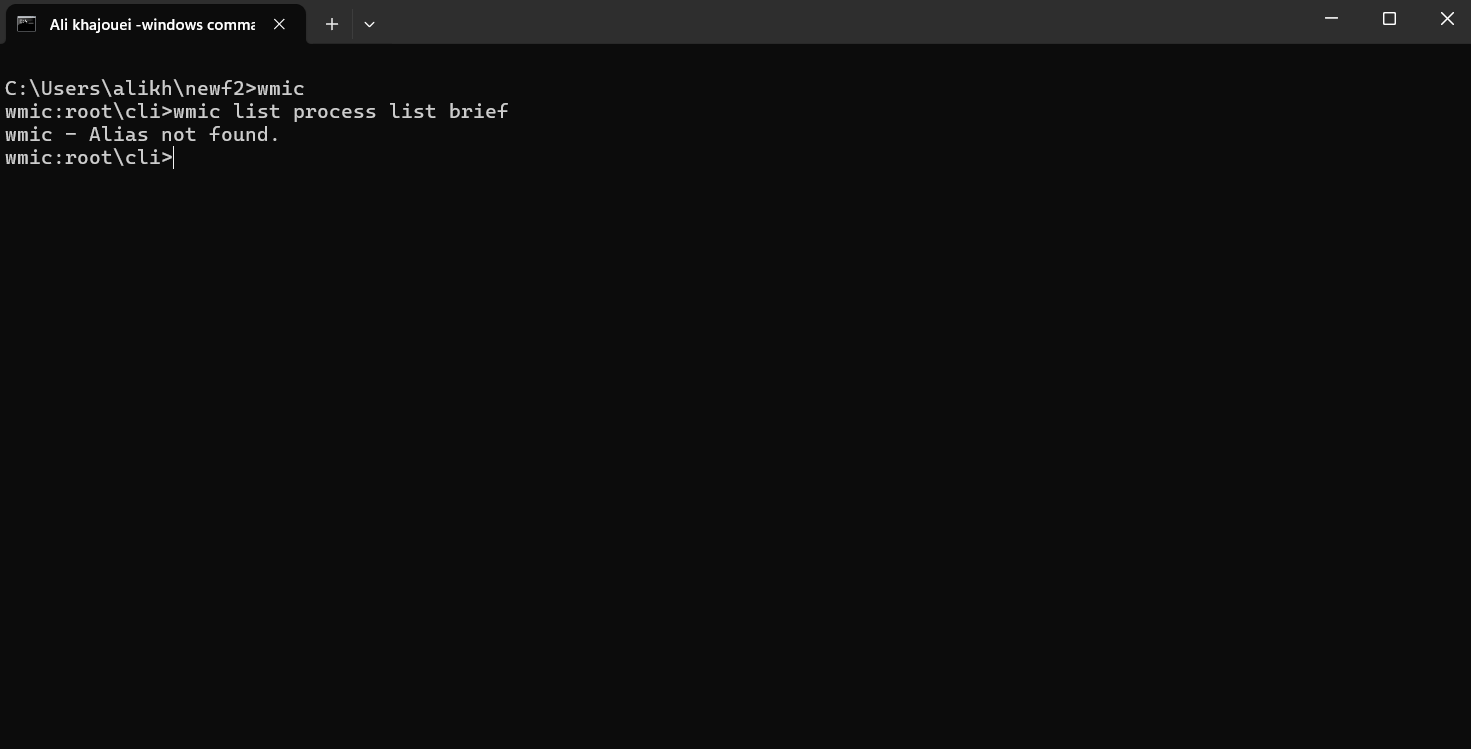 Ali khajouei -windows comma
C:\Users\alikh\newf2>wmic
wmic:root\cli>wmic list process list brief
wmic - Alias not found.
wmic:root\cli>